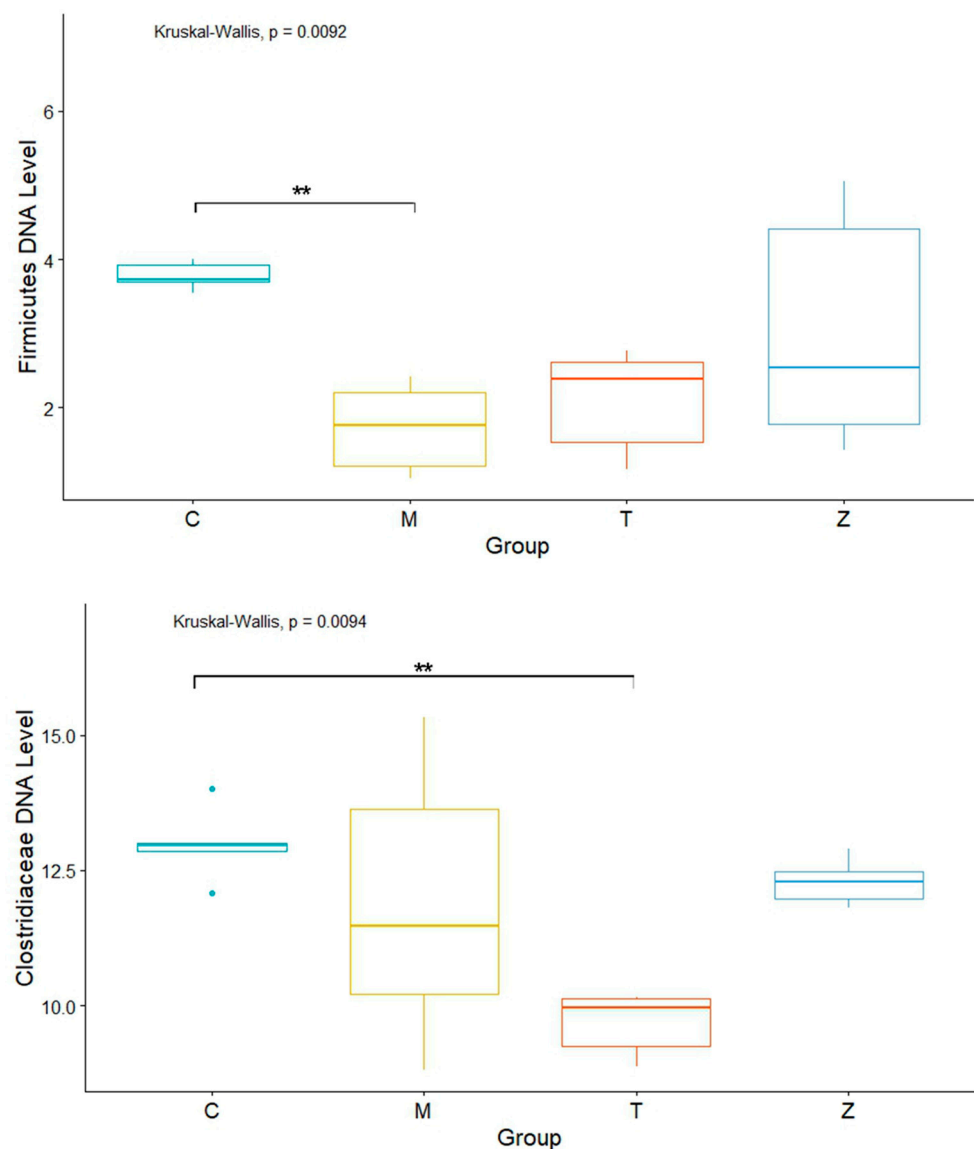 Kruskal-Wallis, p = 0.0092
Firmicutes DNA Level
6
**
4
2
C M T Z
Group
Kruskal-Wallis, p = 0.0094
Clostridiaceae DNA Level
**
15.0
12.5
10.0
C M T Z
Group